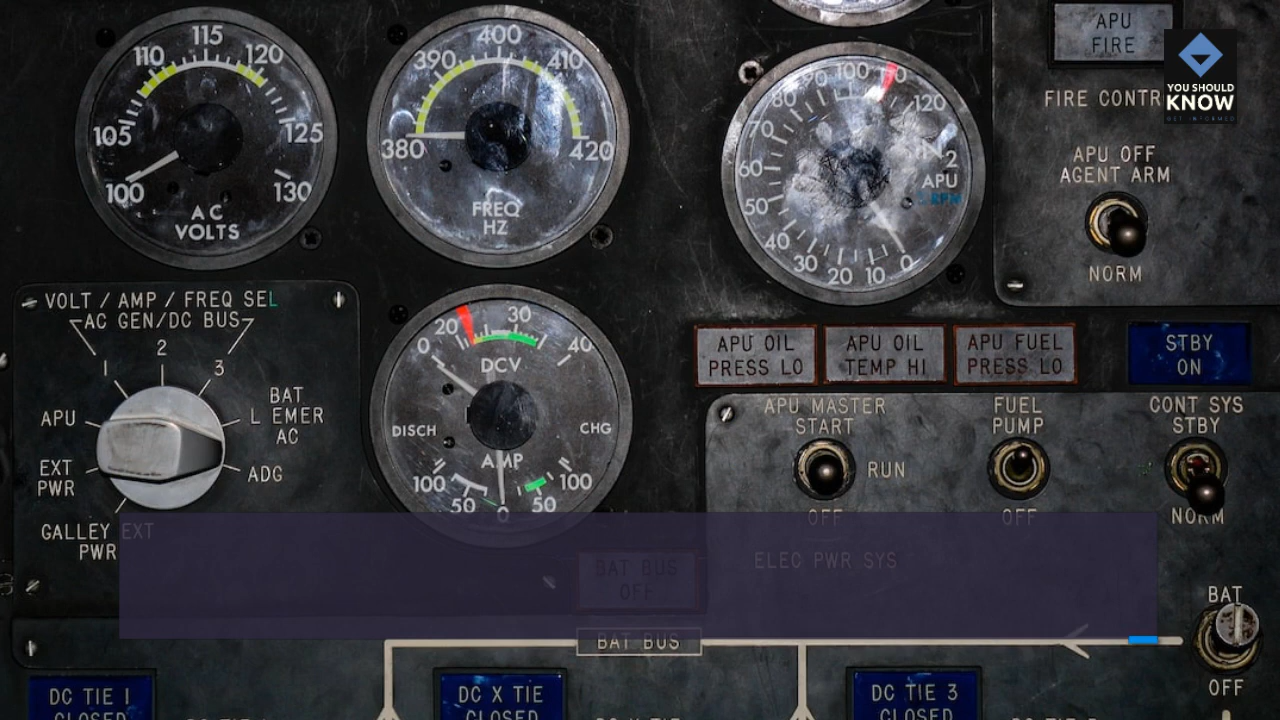 115
110
120
105
125
100
130
AC
VOLTS
400
390
410
380
420
FREQ
HZ
100
80
120
70
60
50
40
30
20
10
0
2
APU
RPM
APU
FIRE
FIRE CONTR
APU OFF
AGENT ARM
NORM
YOU SHOULD
KNOW
GET INFORMED
VOLT / AMP / FREQ SEL
AC GEN/DC BUS
1
2
3
APU
BAT
L EMER
AC
EXT
PWR
ADG
GALLEY EXT
PWR
0
20
30
40
DCV
DISCH
CHG
AMP
100
50
0
50
100
APU OIL
PRESS LO
APU OIL
TEMP HI
APU FUEL
PRESS LO
STBY
ON
APU MASTER
START
RUN
OFF
FUEL
PUMP
OFF
CONT SYS
STBY
NORM
ELEC PWR SYS
BAT BUS
OFF
BAT BUS
BAT
OFF
DC TIE 1
CLOSED
DC X TIE
CLOSED
DC TIE 3
CLOSED